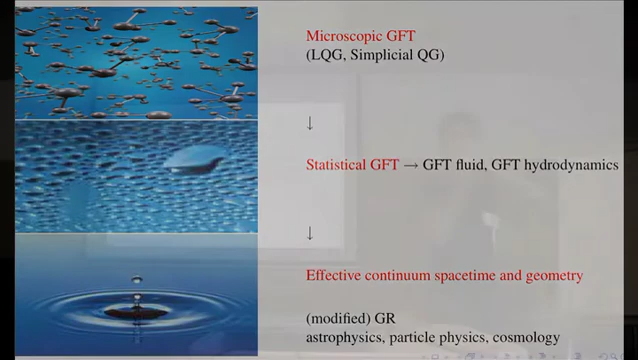 Microscopic GFT
(LQG, Simplicial QG)
↓
Statistical GFT → GFT fluid, GFT hydrodynamics
↓
Effective continuum spacetime and geometry
(modified) GR
astrophysics, particle physics, cosmology